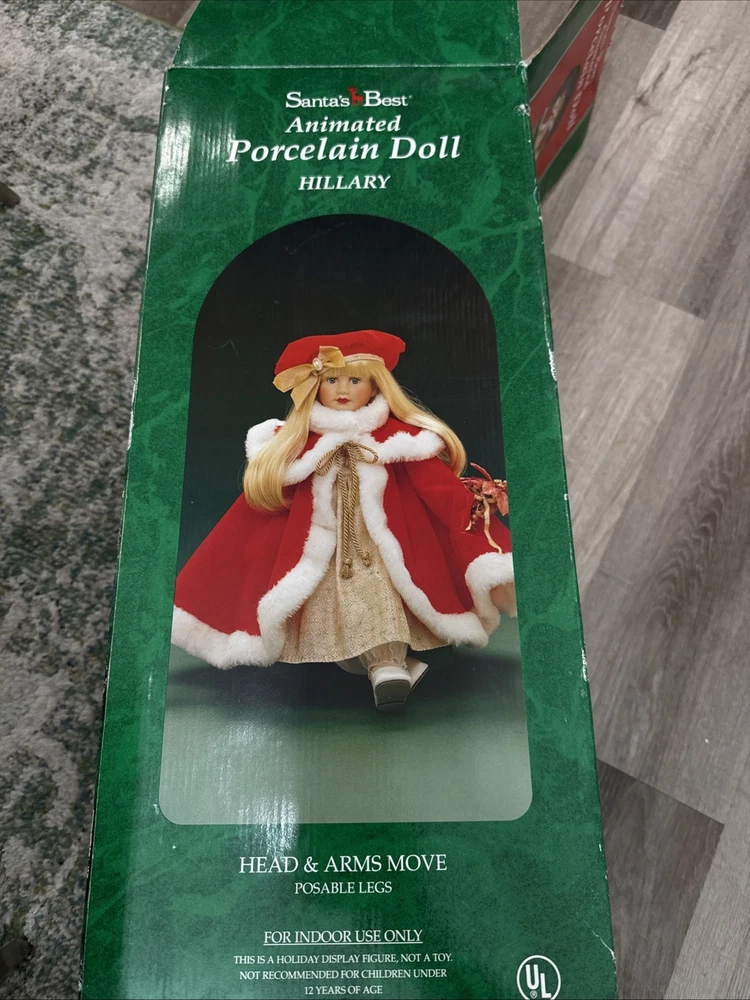 Santa's Best
Animated
Porcelain Doll
HILLARY
HEAD & ARMS MOVE
POSABLE LEGS
FOR INDOOR USE ONLY
THIS IS A HOLIDAY DISPLAY FIGURE, NOT A TOY.
NOT RECOMMENDED FOR CHILDREN UNDER
12 YEARS OF AGE
UL